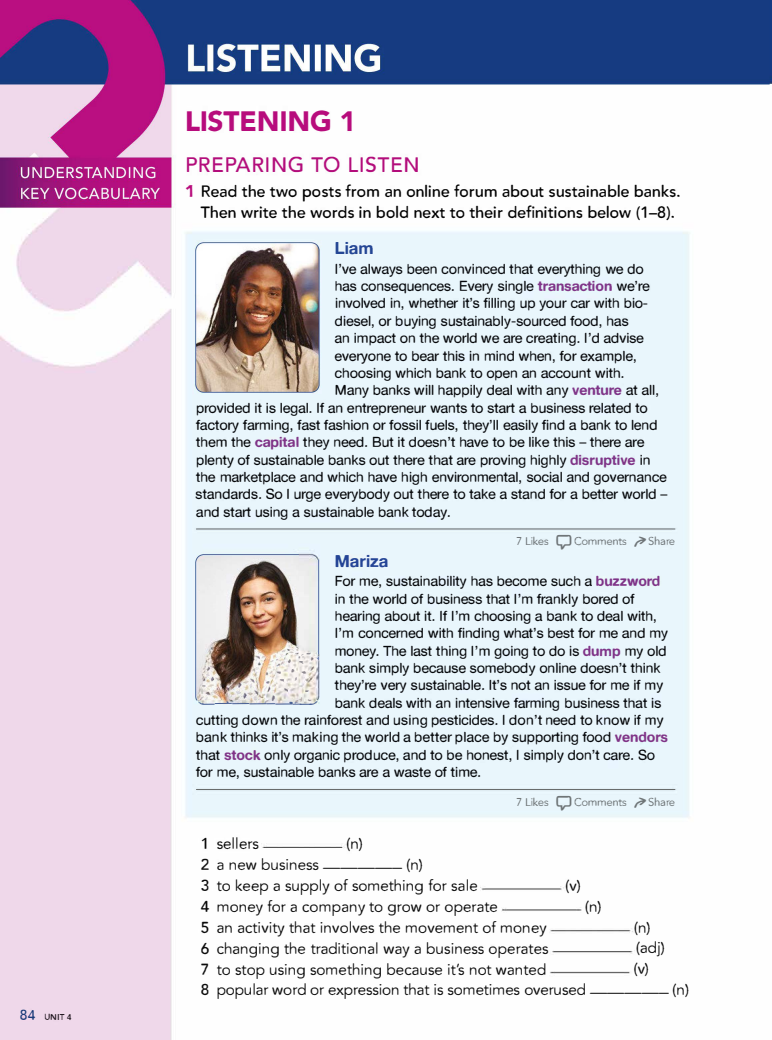 LISTENING
LISTENING 1
UNDERSTANDING
KEY VOCABULARY
PREPARING TO LISTEN
1 Read the two posts from an online forum about sustainable banks.
Then write the words in bold next to their definitions below (1–8).
Liam
I've always been convinced that everything we do
has consequences. Every single transaction we're
involved in, whether it's filling up your car with bio-
diesel, or buying sustainably-sourced food, has
an impact on the world we are creating. I'd advise
everyone to bear this in mind when, for example,
choosing which bank to open an account with.
Many banks will happily deal with any venture at all,
provided it is legal. If an entrepreneur wants to start a business related to
factory farming, fast fashion or fossil fuels, they'll easily find a bank to lend
them the capital they need. But it doesn't have to be like this – there are
plenty of sustainable banks out there that are proving highly disruptive in
the marketplace and which have high environmental, social and governance
standards. So I urge everybody out there to take a stand for a better world –
and start using a sustainable bank today.
7 Likes Comments Share
Mariza
For me, sustainability has become such a buzzword
in the world of business that I'm frankly bored of
hearing about it. If I'm choosing a bank to deal with,
I'm concerned with finding what's best for me and my
money. The last thing I'm going to do is dump my old
bank simply because somebody online doesn't think
they're very sustainable. It's not an issue for me if my
bank deals with an intensive farming business that is
cutting down the rainforest and using pesticides. I don't need to know if my
bank thinks it's making the world a better place by supporting food vendors
that stock only organic produce, and to be honest, I simply don't care. So
for me, sustainable banks are a waste of time.
7 Likes Comments Share
1 sellers __________ (n)
2 a new business __________ (n)
3 to keep a supply of something for sale __________ (v)
4 money for a company to grow or operate __________ (n)
5 an activity that involves the movement of money __________ (n)
6 changing the traditional way a business operates __________ (adj)
7 to stop using something because it's not wanted __________ (v)
8 popular word or expression that is sometimes overused __________ (n)
84 UNIT 4